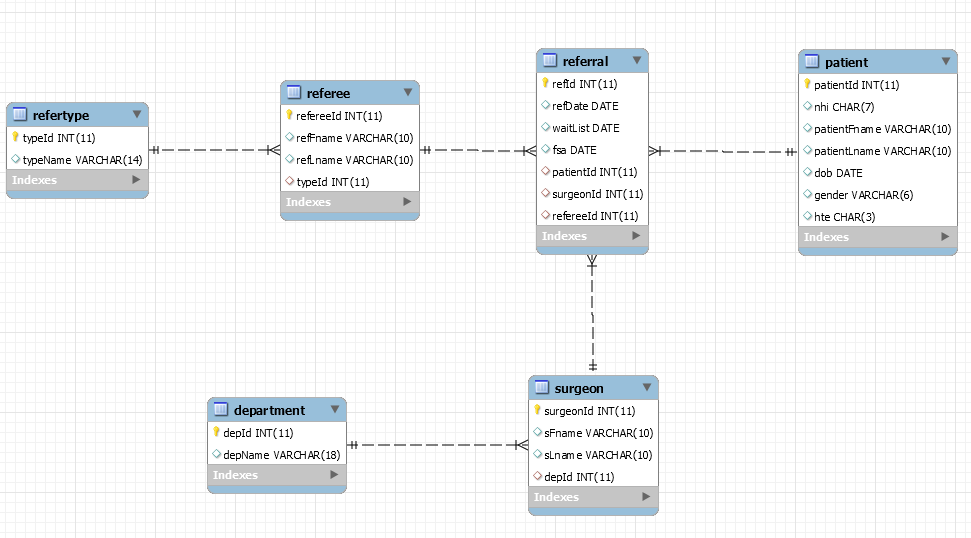 refertype
typeId INT(11)
typeName VARCHAR(14)
Indexes
referee
refereeId INT(11)
refFname VARCHAR(10)
refLname VARCHAR(10)
typeId INT(11)
Indexes
referral
refId INT(11)
refDate DATE
waitList DATE
fsa DATE
patientId INT(11)
surgeonId INT(11)
refereeId INT(11)
Indexes
patient
patientId INT(11)
nhi CHAR(7)
patientFname VARCHAR(10)
patientLname VARCHAR(10)
dob DATE
gender VARCHAR(6)
hte CHAR(3)
Indexes
department
depId INT(11)
depName VARCHAR(18)
Indexes
surgeon
surgeonId INT(11)
sFname VARCHAR(10)
sLname VARCHAR(10)
depId INT(11)
Indexes